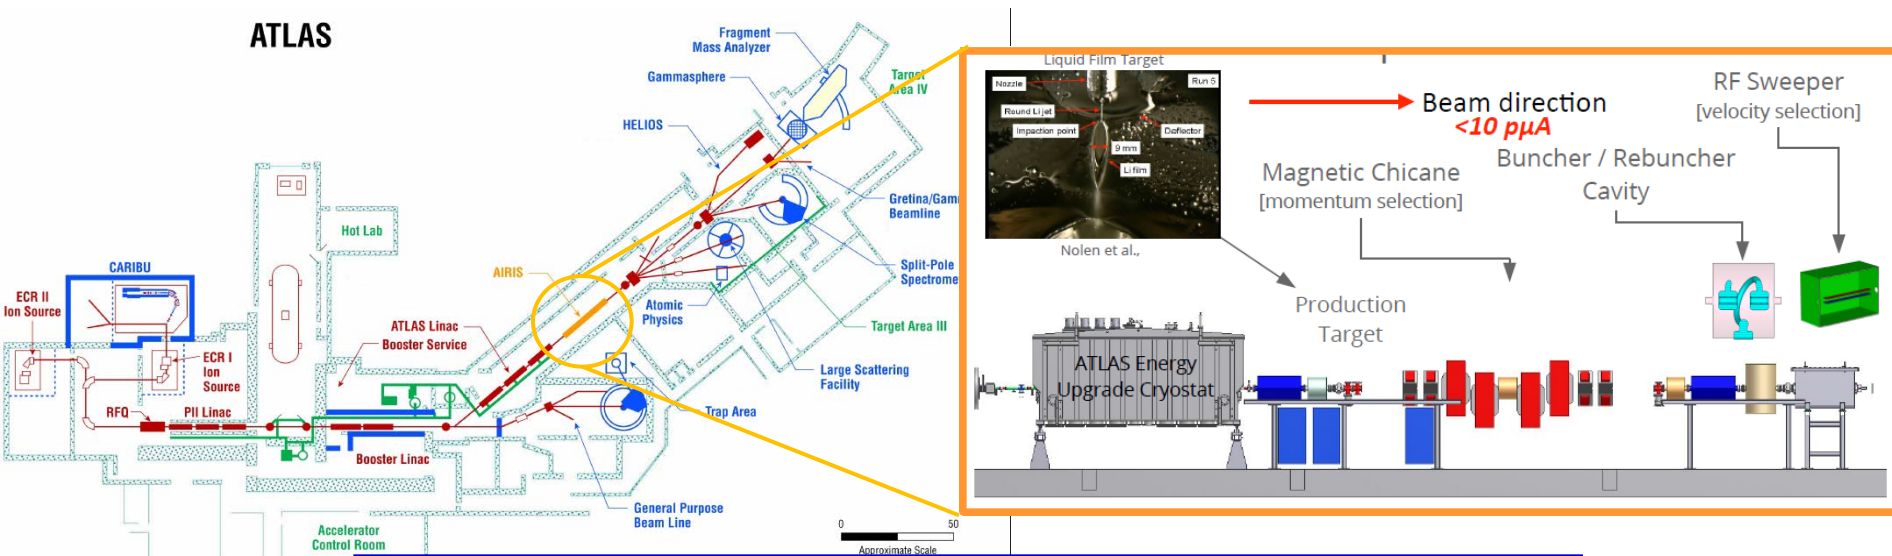 ATLAS
Fragment
Mass Analyzer
Gammasphere
Target
Area IV
HELIOS
Gretina/Gam
Beamline
Hot Lab
CARIBU
ECR II
Ion Source
AIRIS
Split-Pole
Spectrome
Atomic
Physics
ATLAS Linac
Booster Service
Target Area III
ECR I
Ion
Source
Large Scattering
Facility
RFQ
PII Linac
Trap Area
Booster Linac
General Purpose
Beam Line
Accelerator
Control Room
0 50
Approximate Scale
Liquid Film Target
Nozzle
Run 5
Round Li jet
Impaction point
Deflector
9 mm
Li film
Nolen et al.,
Beam direction
<10 pµA
RF Sweeper
[velocity selection]
Magnetic Chicane
[momentum selection]
Buncher / Rebuncher
Cavity
Production
Target
ATLAS Energy
Upgrade Cryostat